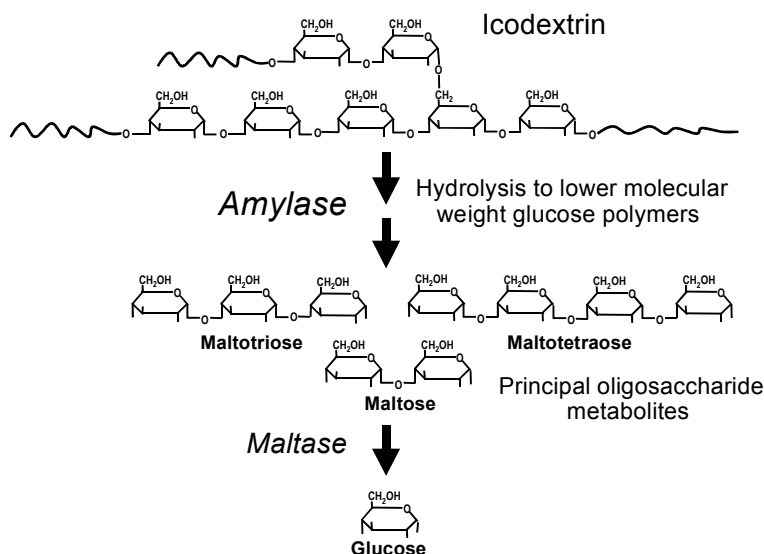 Icodextrin
CH2OH CH2OH
O O
O O O
CH2OH CH2OH CH2OH CH2 CH2OH
O O O O O
O O O O O O
Amylase
Hydrolysis to lower molecular
weight glucose polymers
CH2OH CH2OH CH2OH CH2OH CH2OH CH2OH CH2OH
O O O O O O O
O O O O O
Maltotriose
Maltotetraose
CH2OH CH2OH
O O
O
Maltose
Principal oligosaccharide
metabolites
Maltase
CH2OH
O
Glucose